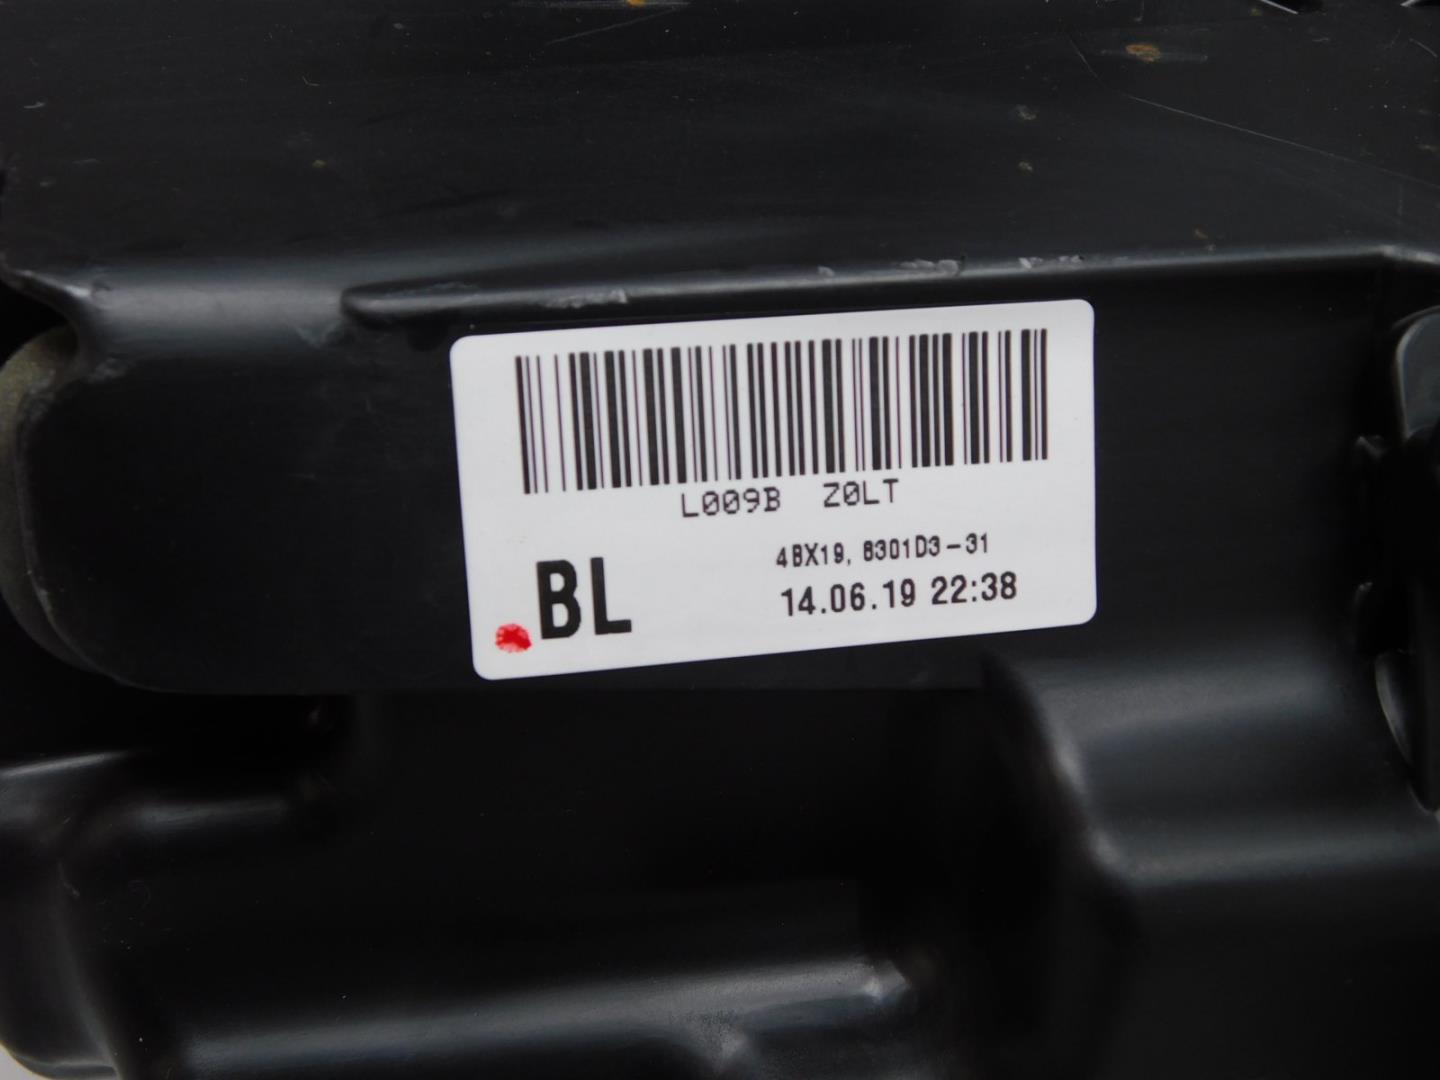 L009B Z0LT
4BX19, 8301D3-31
BL
14.06.19 22:38